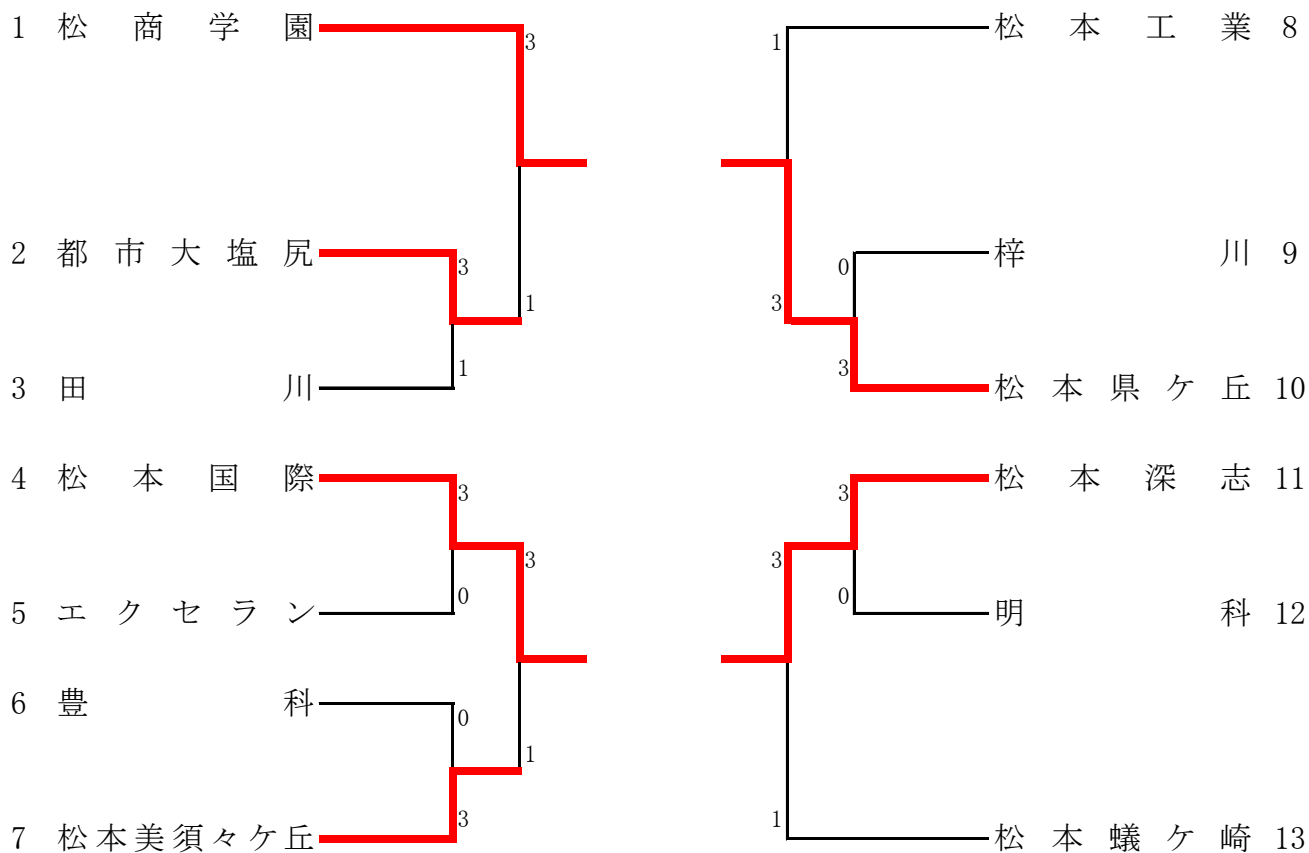 1 松商学園
3
1
松本工業 8
2 都市大塩尻
3
0
梓川 9
1
3
3 田川
1
3
松本県ケ丘 10
4 松本国際
3
3
松本深志 11
3
3
5 エクセラン
0
0
明科 12
6 豊科
0
1
7 松本美須々ケ丘
3
1
松本蟻ケ崎 13